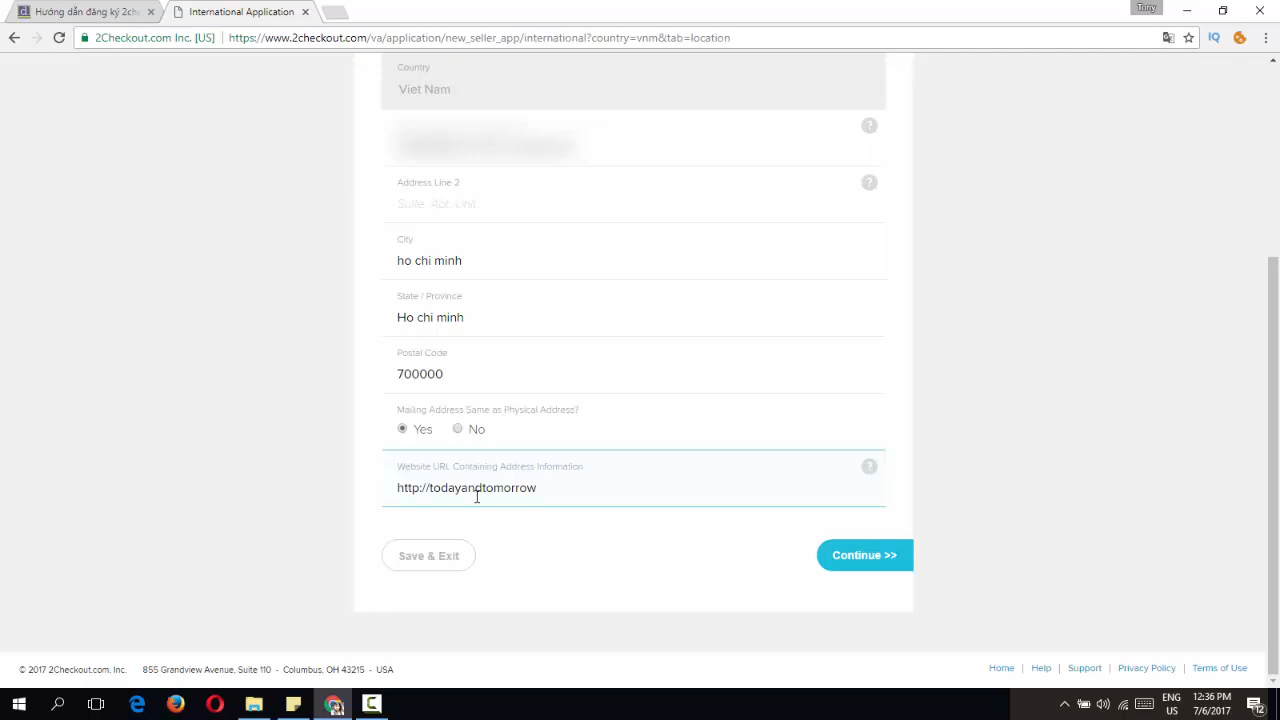 Hướng dẫn đăng ký 2che
International Application
Tony
2Checkout.com Inc. [US]
https://www.2checkout.com/va/application/new_seller_app/international?country=vnm&tab=location
IQ
Country
Viet Nam
?
Address Line 2
?
Suite, Apt, Unit
City
ho chi minh
State / Province
Ho chi minh
Postal Code
700000
Mailing Address Same as Physical Address?
Yes
No
Website URL Containing Address Information
?
http://todayandtomorrow
Save & Exit
Continue >>
© 2017 2Checkout.com, Inc. 855 Grandview Avenue, Suite 110 - Columbus, OH 43215 - USA
Home | Help | Support | Privacy Policy | Terms of Use
ENG
US
12:36 PM
7/6/2017
12